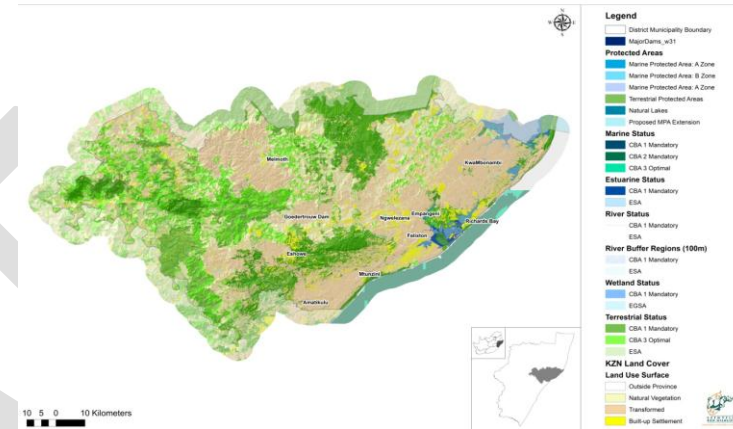 N
Melmoth
KwaMbonambi
Goedertrouw Dam
Ngwelezana
Empangeni
Richards Bay
Felixton
Eshowe
Mtunzini
Amatikulu
10 5 0 10 Kilometers
Legend
District Municipality Boundary
MajorDams_w31
Protected Areas
Marine Protected Area: A Zone
Marine Protected Area: B Zone
Marine Protected Area: A Zone
Terrestrial Protected Areas
Natural Lakes
Proposed MPA Extension
Marine Status
CBA 1 Mandatory
CBA 2 Mandatory
CBA 3 Optimal
Estuarine Status
CBA 1 Mandatory
ESA
River Status
CBA 1 Mandatory
ESA
River Buffer Regions (100m)
CBA 1 Mandatory
ESA
Wetland Status
CBA 1 Mandatory
EGSA
Terrestrial Status
CBA 1 Mandatory
CBA 3 Optimal
ESA
KZN Land Cover
Land Use Surface
Outside Province
Natural Vegetation
Transformed
Built-up Settlement